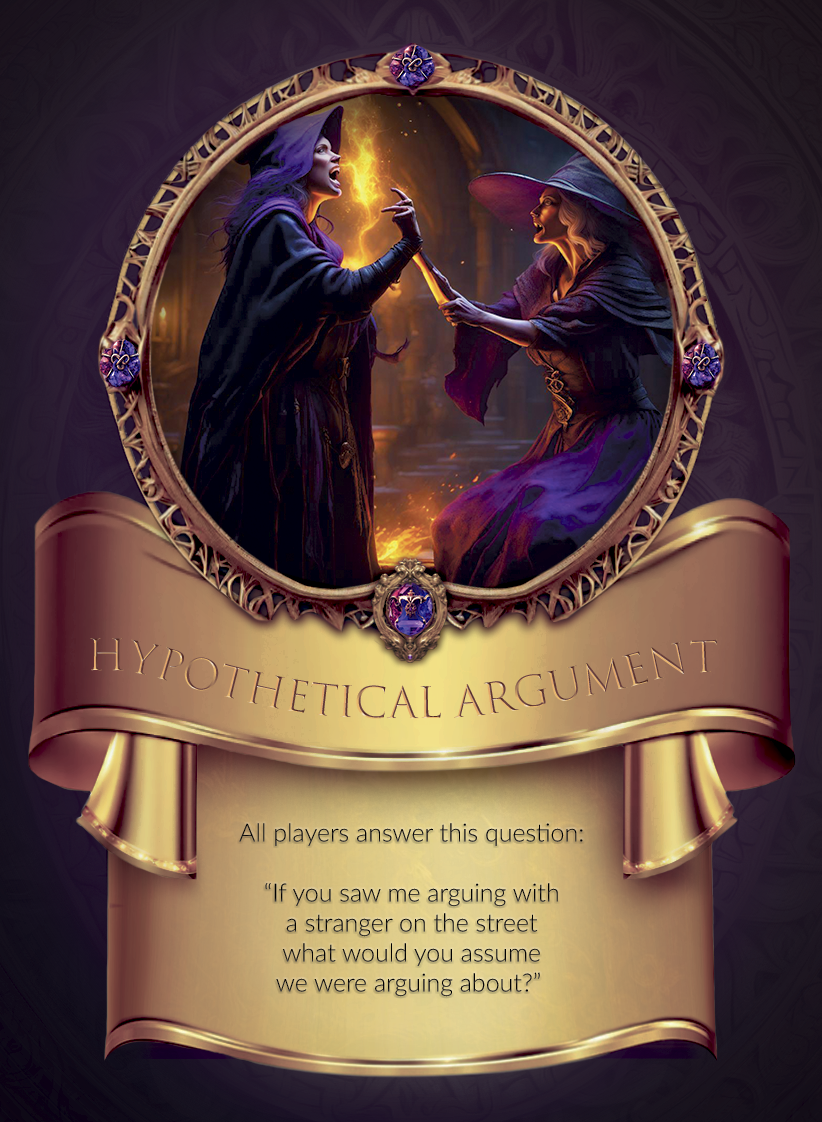 HYPOTHETICAL ARGUMENT
All players answer this question:
“If you saw me arguing with
a stranger on the street
what would you assume
we were arguing about?”